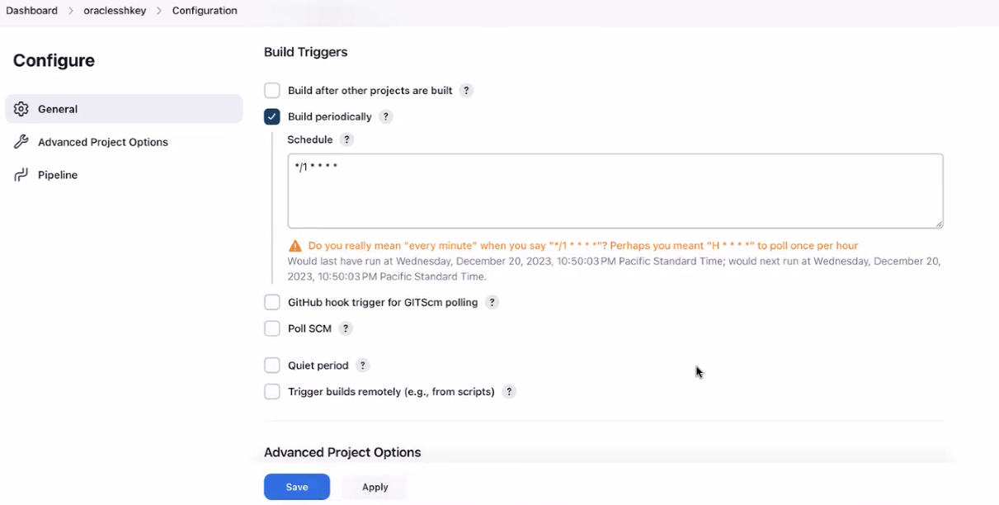 Dashboard > oraclesshkey > Configuration
Configure
General
Advanced Project Options
Pipeline
Build Triggers
Build after other projects are built ?
Build periodically ?
Schedule ?
*/1 * * * *
Do you really mean "every minute" when you say "*/1 * * * *"? Perhaps you meant "H * * * *" to poll once per hour
Would last have run at Wednesday, December 20, 2023, 10:50:03 PM Pacific Standard Time; would next run at Wednesday, December 20,
2023, 10:50:03 PM Pacific Standard Time.
GitHub hook trigger for GITScm polling ?
Poll SCM ?
Quiet period ?
Trigger builds remotely (e.g., from scripts) ?
Advanced Project Options
Save
Apply